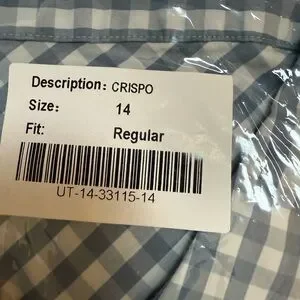 Description: CRISPO
Size: 14
Fit: Regular
UT-14-33115-14